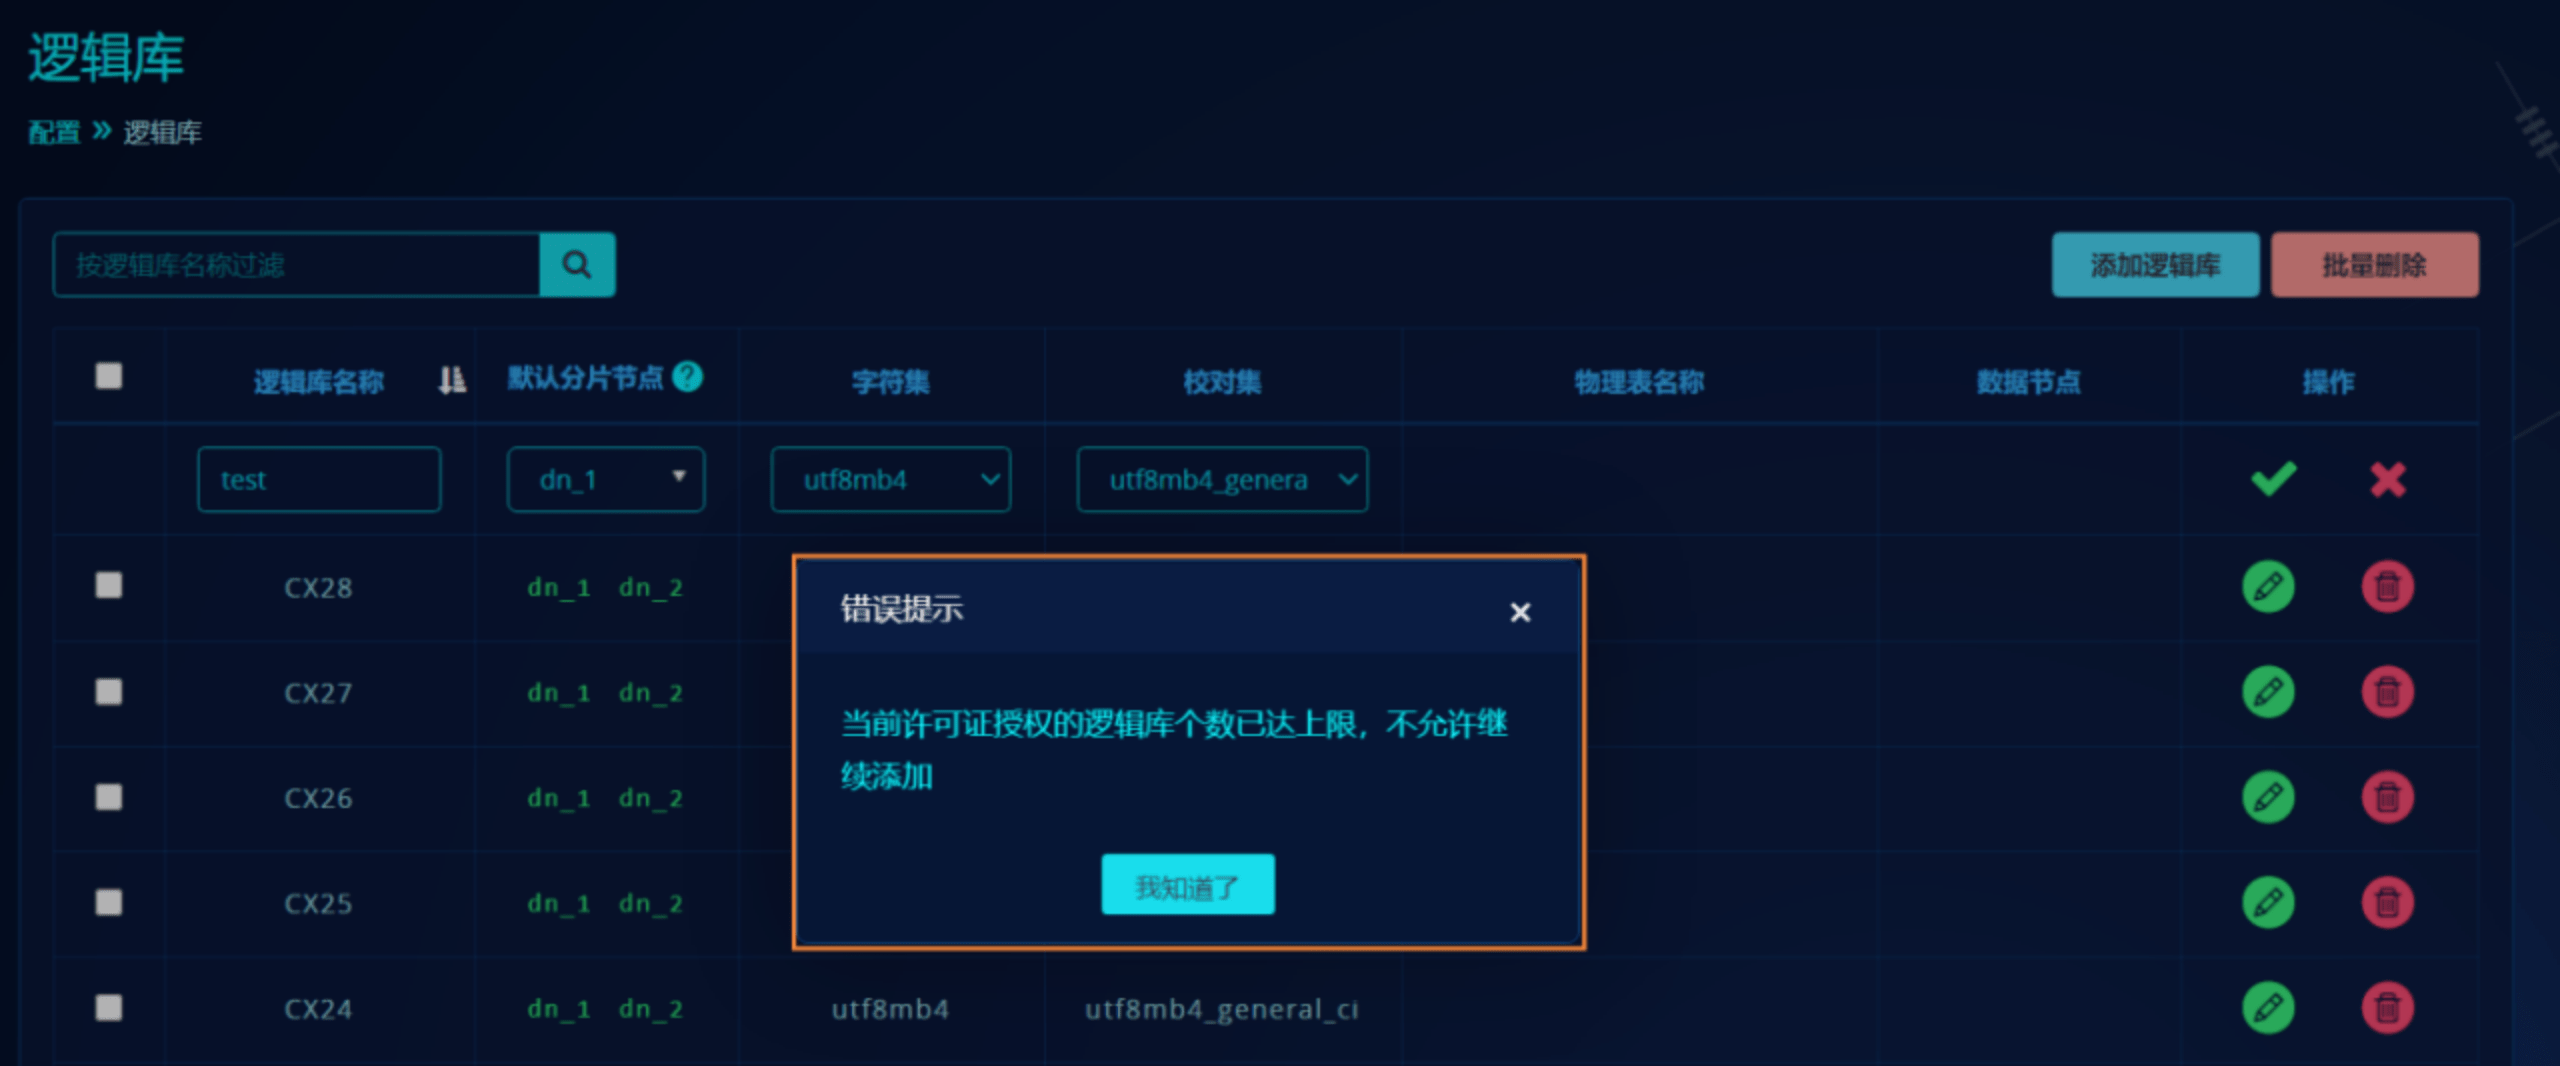 逻辑库
配置 » 逻辑库
按逻辑库名称过滤
添加逻辑库 批量删除
逻辑库名称 默认分片节点 ? 字符集 校对集 物理表名称 数据节点 操作
test dn_1 utf8mb4 utf8mb4_genera
CX28 dn_1 dn_2
错误提示
CX27 dn_1 dn_2
当前许可证授权的逻辑库个数已达上限，不允许继
续添加
CX26 dn_1 dn_2
CX25 dn_1 dn_2
我知道了
CX24 dn_1 dn_2 utf8mb4 utf8mb4_general_ci